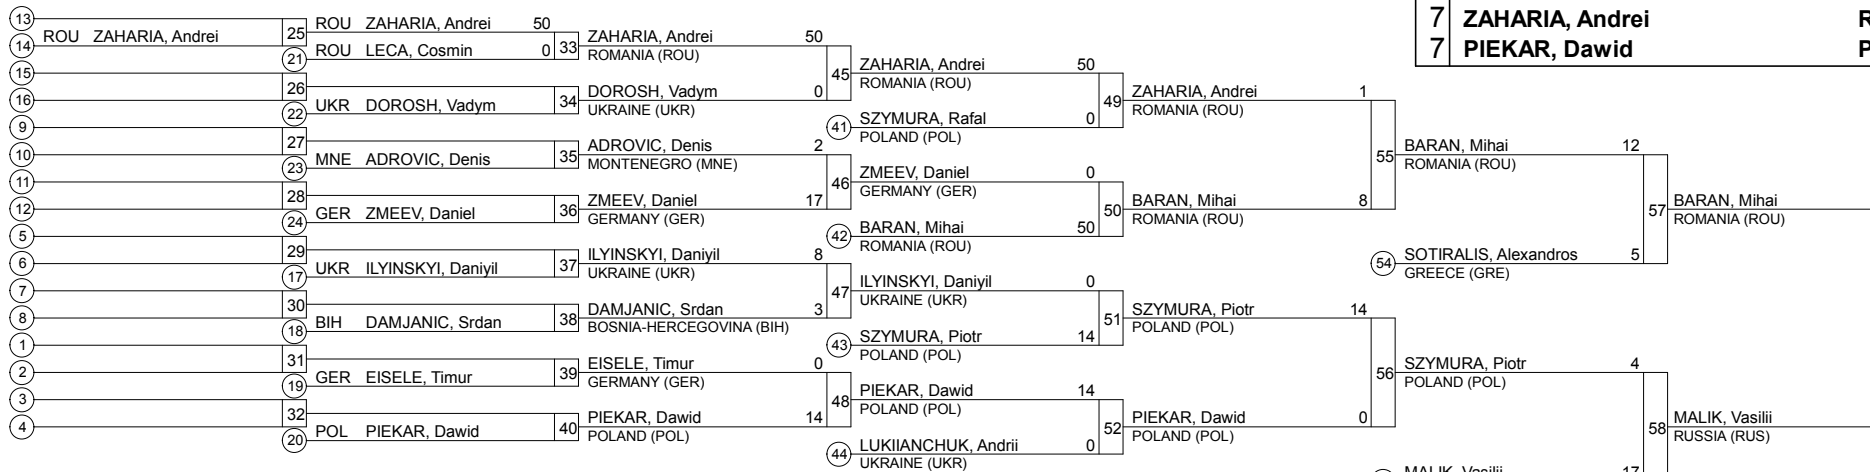 13
14 ROU ZAHARIA, Andrei
15
16
9
10
11
12
5
6
7
8
1
2
3
4
25 ROU ZAHARIA, Andrei 50
21 ROU LECA, Cosmin 0
26
22 UKR DOROSH, Vadym
27
23 MNE ADROVIC, Denis
28
24 GER ZMEEV, Daniel
29
17 UKR ILYINSKYI, Daniyil
30
18 BIH DAMJANIC, Srdan
31
19 GER EISELE, Timur
32
20 POL PIEKAR, Dawid
33 ZAHARIA, Andrei 50
ROMANIA (ROU)
34 DOROSH, Vadym 0
UKRAINE (UKR)
35 ADROVIC, Denis 2
MONTENEGRO (MNE)
36 ZMEEV, Daniel 17
GERMANY (GER)
37 ILYINSKYI, Daniyil 8
UKRAINE (UKR)
38 DAMJANIC, Srdan 3
BOSNIA-HERCEGOVINA (BIH)
39 EISELE, Timur 0
GERMANY (GER)
40 PIEKAR, Dawid 14
POLAND (POL)
45 ZAHARIA, Andrei 50
ROMANIA (ROU)
41 SZYMURA, Rafal 0
POLAND (POL)
46 ZMEEV, Daniel 0
GERMANY (GER)
42 BARAN, Mihai 50
ROMANIA (ROU)
47 ILYINSKYI, Daniyil 0
UKRAINE (UKR)
43 SZYMURA, Piotr 14
POLAND (POL)
48 PIEKAR, Dawid 14
POLAND (POL)
44 LUKIIANCHUK, Andrii 0
UKRAINE (UKR)
49 ZAHARIA, Andrei 1
ROMANIA (ROU)
50 BARAN, Mihai 8
ROMANIA (ROU)
51 SZYMURA, Piotr 14
POLAND (POL)
52 PIEKAR, Dawid 0
POLAND (POL)
55 BARAN, Mihai 12
ROMANIA (ROU)
54 SOTIRALIS, Alexandros 5
GREECE (GRE)
56 SZYMURA, Piotr 4
POLAND (POL)
MALIK, Vasilii 17
57 BARAN, Mihai
ROMANIA (ROU)
58 MALIK, Vasilii
RUSSIA (RUS)
7 ZAHARIA, Andrei R
7 PIEKAR, Dawid P